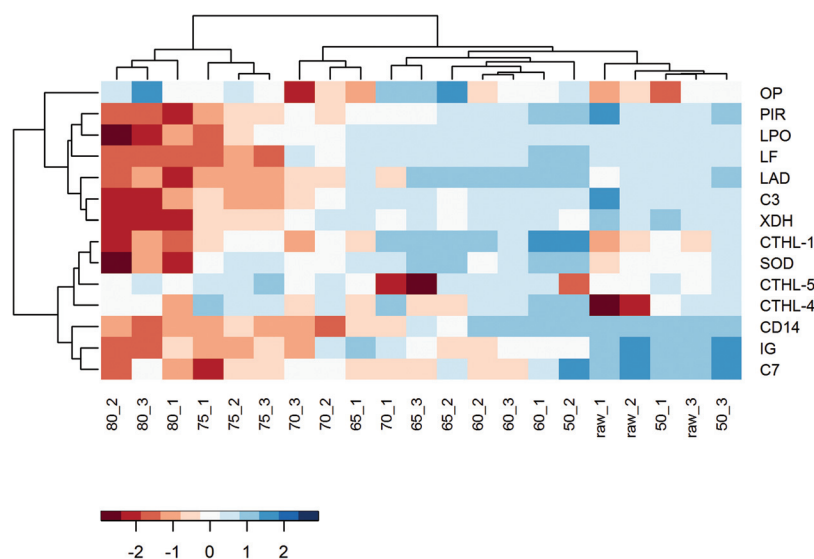 OP
PIR
LPO
LF
LAD
C3
XDH
CTHL-1
SOD
CTHL-5
CTHL-4
CD14
IG
C7
80_2 80_3 80_1 75_1 75_2 75_3 70_3 70_2 65_1 70_1 65_3 65_2 60_2 60_3 60_1 50_2 raw_1 raw_2 50_1 raw_3 50_3
-2 -1 0 1 2